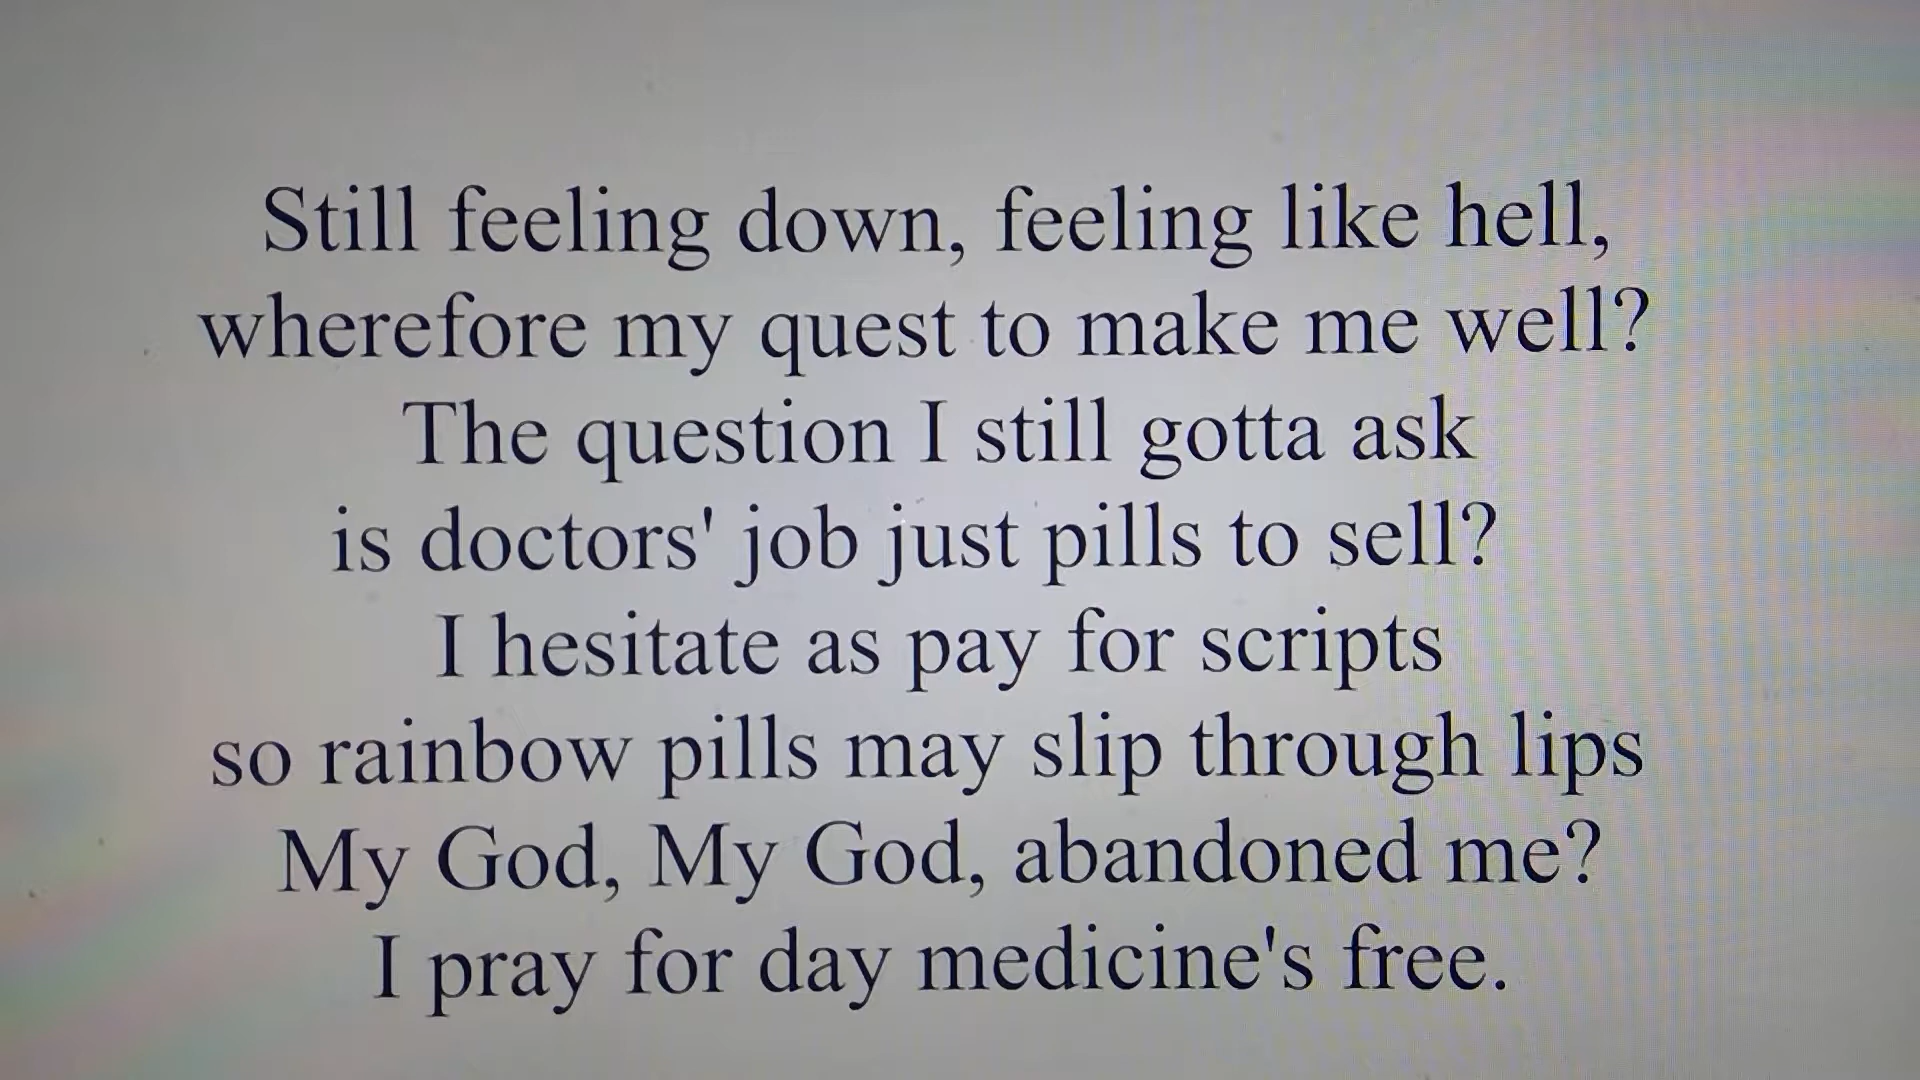 Still feeling down, feeling like hell,
wherefore my quest to make me well?
The question I still gotta ask
is doctors' job just pills to sell?
I hesitate as pay for scripts
so rainbow pills may slip through lips
My God, My God, abandoned me?
I pray for day medicine's free.